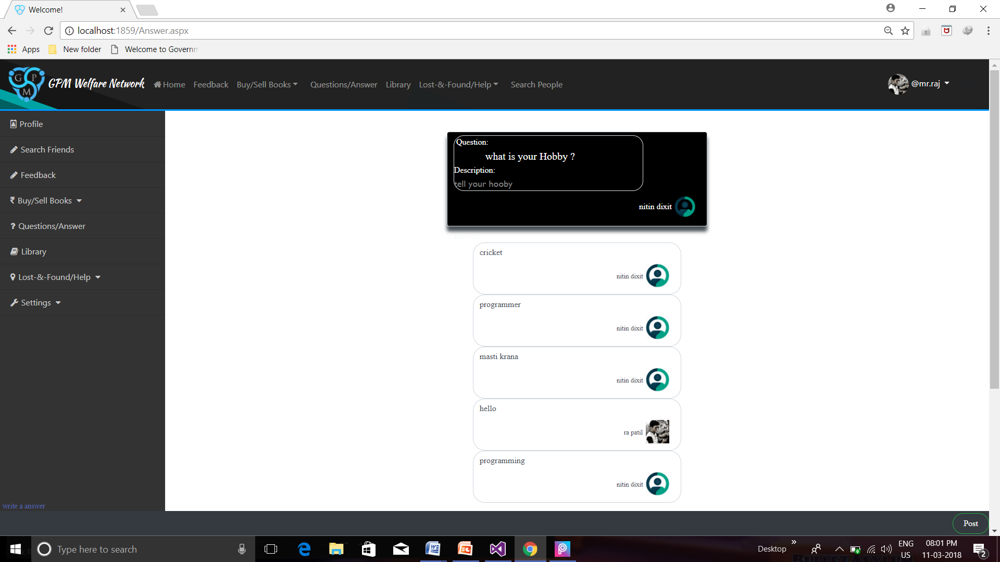 Welcome!
localhost:1859/Answer.aspx
Apps New folder Welcome to Governm
G P M GPM Welfare Network Home Feedback Buy/Sell Books Questions/Answer Library Lost-&-Found/Help Search People @mr.raj
Profile
Search Friends
Feedback
Buy/Sell Books
Questions/Answer
Library
Lost-&-Found/Help
Settings
Question:
what is your Hobby ?
Description:
tell your hooby
nitin dixit
cricket
nitin dixit
programmer
nitin dixit
masti krana
nitin dixit
hello
ra patil
programming
nitin dixit
write a answer
Post
Type here to search
Desktop
ENG
US
08:01 PM
11-03-2018
2